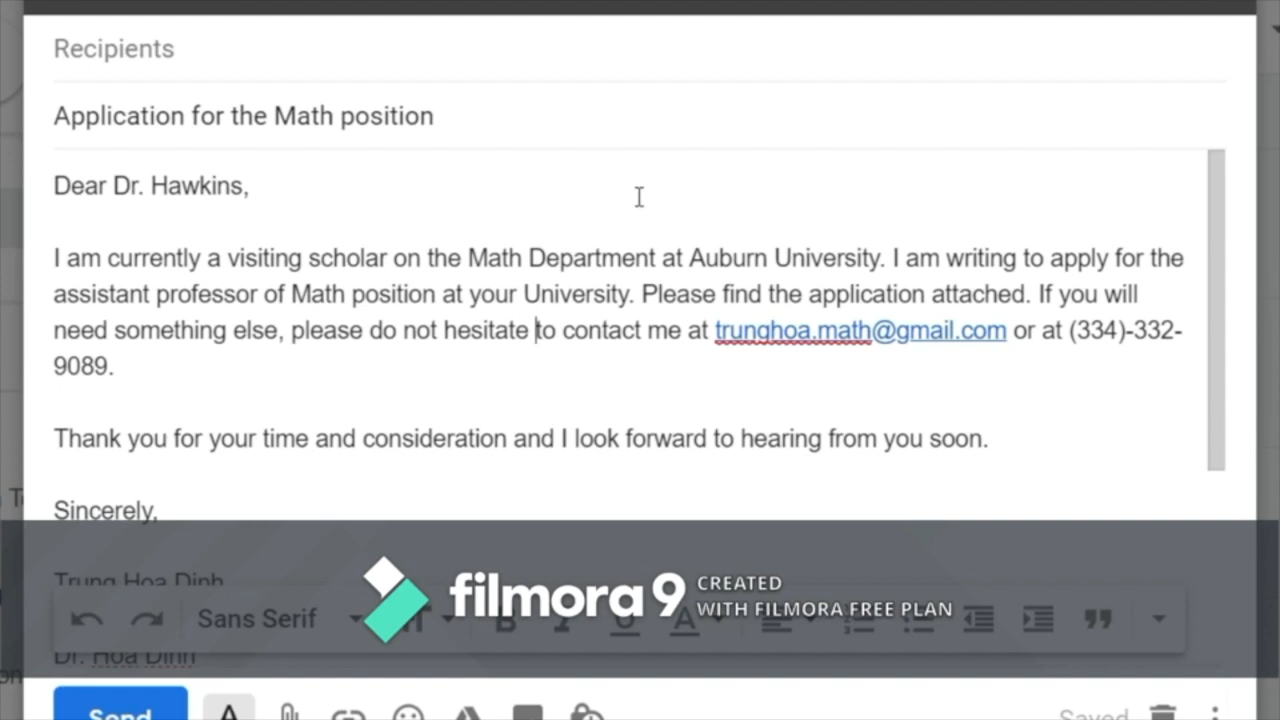 Recipients
Application for the Math position
Dear Dr. Hawkins,
I am currently a visiting scholar on the Math Department at Auburn University. I am writing to apply for the
assistant professor of Math position at your University. Please find the application attached. If you will
need something else, please do not hesitate to contact me at trunghoa.math@gmail.com or at (334)-332-
9089.
Thank you for your time and consideration and I look forward to hearing from you soon.
Sincerely,
Trung Hoa Dinh
filmora9 CREATED
WITH FILMORA FREE PLAN
Sans Serif
Dr. Hoa Dinh
Send
Saved